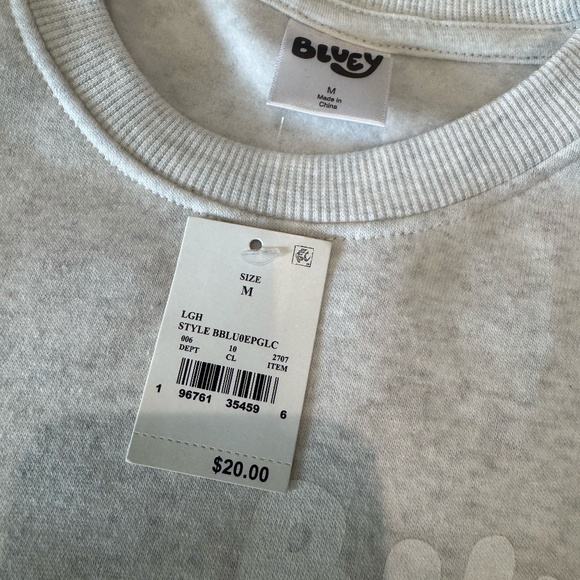 BLUEY
M
Made in
China
SIZE
M
LGH
STYLE BBLU0EPGLC
006 10 2707
DEPT CL ITEM
1 96761 35459 6
$20.00